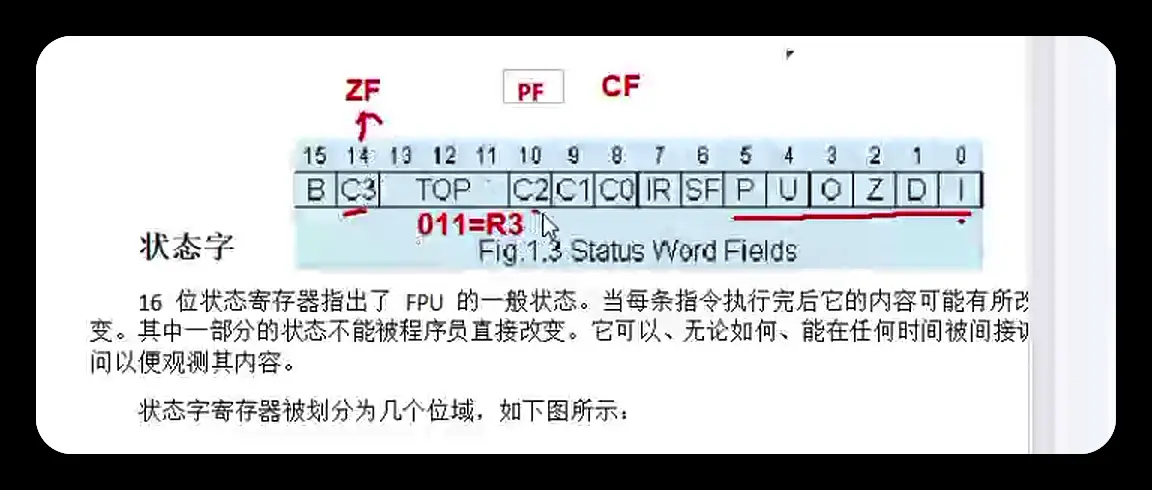 ZF PF CF
15 14 13 12 11 10 9 8 7 6 5 4 3 2 1 0
B C3 TOP C2 C1 C0 IR SF P U O Z D I
011=R3
状态字
Fig.1.3 Status Word Fields
16 位状态寄存器指出了 FPU 的一般状态。当每条指令执行完后它的内容可能有所改
变。其中一部分的状态不能被程序员直接改变。它可以、无论如何、能在任何时间被间接访
问以便观测其内容。
状态字寄存器被划分为几个位域，如下图所示：